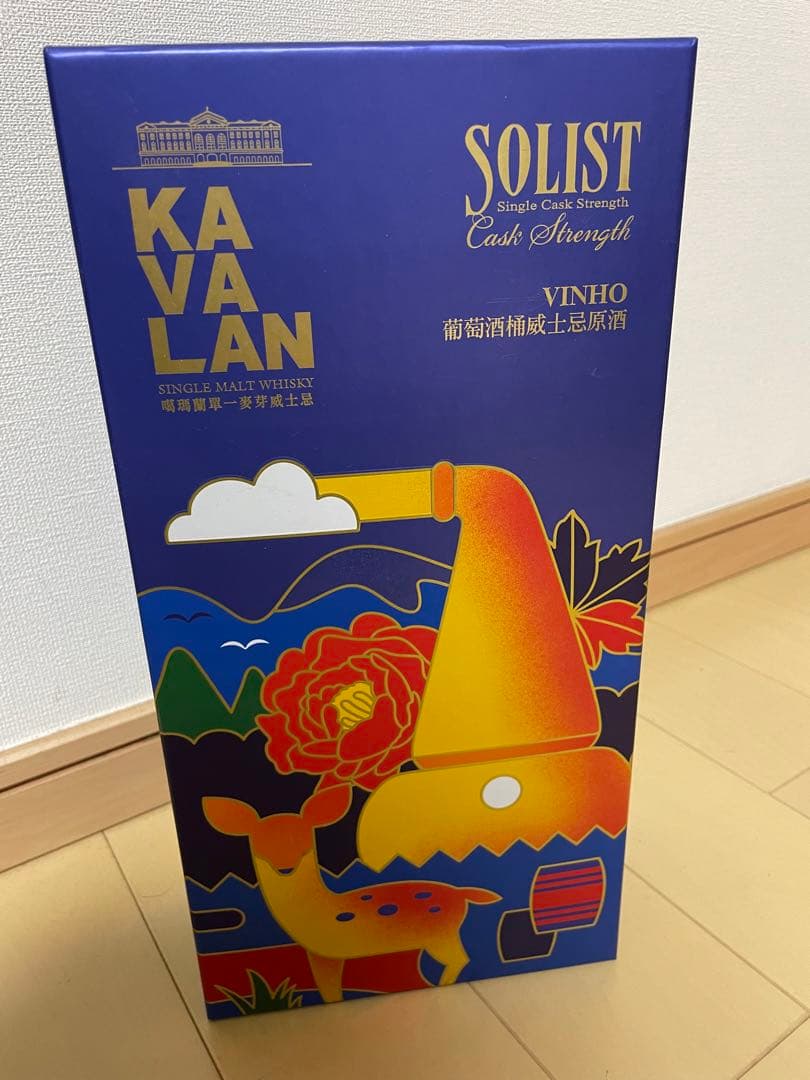 KA
VA
LAN
SINGLE MALT WHISKY
噶瑪蘭單一麥芽威士忌
SOLIST
Single Cask Strength
Cask Strength
VINHO
葡萄酒桶威士忌原酒